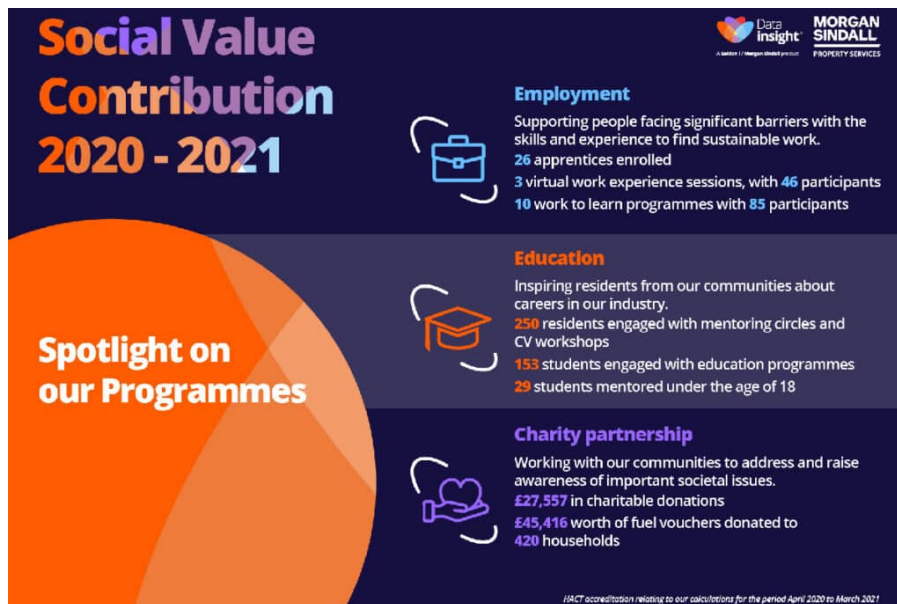 Social Value
Contribution
2020 - 2021
Data
insight
MORGAN
SINDALL
PROPERTY SERVICES
Employment
Supporting people facing significant barriers with the
skills and experience to find sustainable work.
26 apprentices enrolled
3 virtual work experience sessions, with 46 participants
10 work to learn programmes with 85 participants
Spotlight on
our Programmes
Education
Inspiring residents from our communities about
careers in our industry.
250 residents engaged with mentoring circles and
CV workshops
153 students engaged with education programmes
29 students mentored under the age of 18
Charity partnership
Working with our communities to address and raise
awareness of important societal issues.
£27,557 in charitable donations
£45,416 worth of fuel vouchers donated to
420 households
HACT accreditation relating to our calculations for the period April 2020 to March 2021